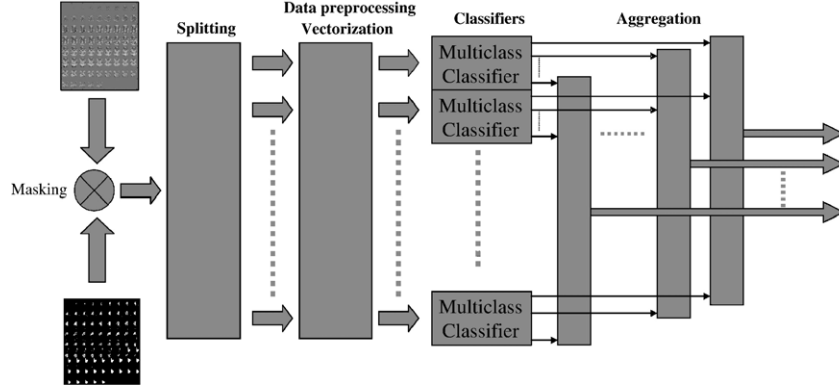 Data preprocessing
Splitting
Vectorization
Classifiers
Aggregation
Multiclass
Classifier
Multiclass
Classifier
Masking
Multiclass
Classifier